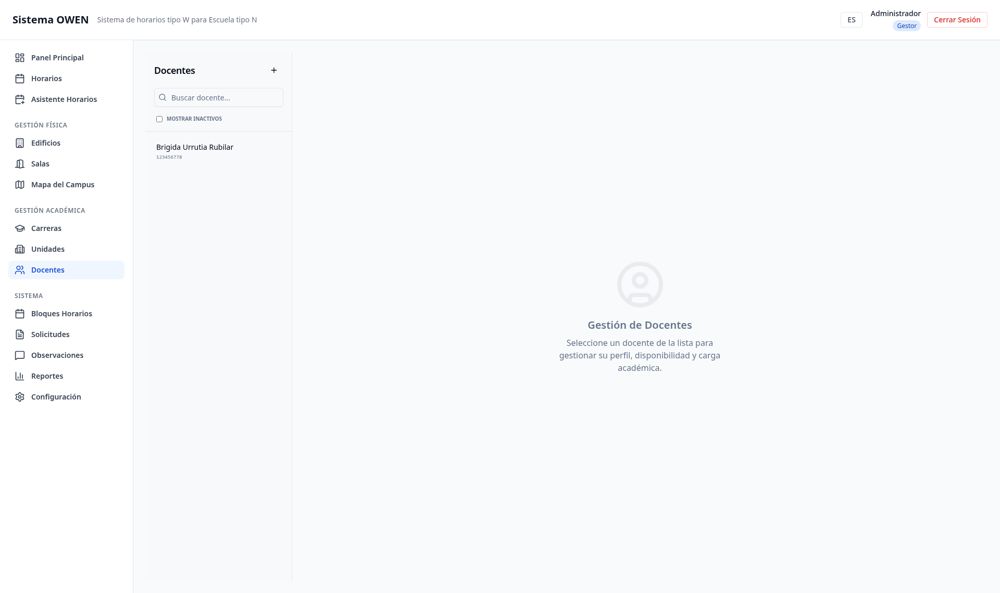 Sistema OWEN
Sistema de horarios tipo W para Escuela tipo N
ES
Administrador
Gestor
Cerrar Sesión
Panel Principal
Horarios
Asistente Horarios
GESTIÓN FÍSICA
Edificios
Salas
Mapa del Campus
GESTIÓN ACADÉMICA
Carreras
Unidades
Docentes
SISTEMA
Bloques Horarios
Solicitudes
Observaciones
Reportes
Configuración
Docentes
Buscar docente...
MOSTRAR INACTIVOS
Brigida Urrutia Rubilar
123456778
Gestión de Docentes
Seleccione un docente de la lista para
gestionar su perfil, disponibilidad y carga
académica.